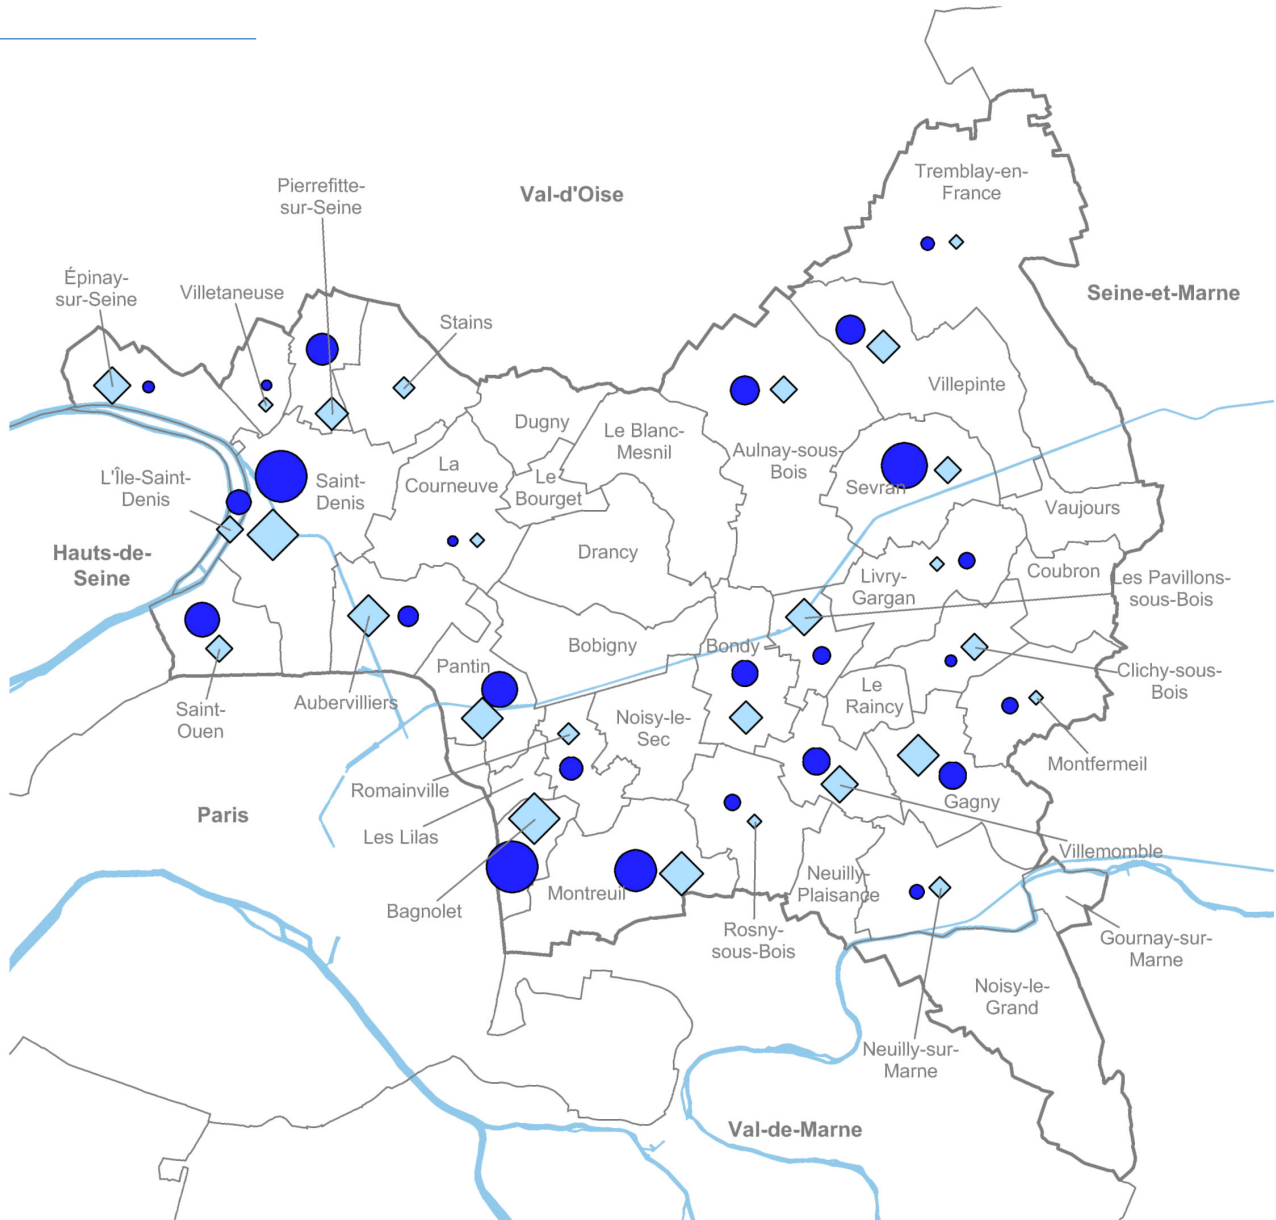 Tremblay-en-
France
Pierrefitte-
sur-Seine
Val-d'Oise
Épinay-
sur-Seine
Villetaneuse
Seine-et-Marne
Stains
Villepinte
Dugny
Le Blanc-
Mesnil
Aulnay-sous-
Bois
La
Courneuve
Le
Bourget
L'Île-Saint-
Denis
Saint-
Denis
Sevran
Vaujours
Hauts-de-
Seine
Drancy
Livry-
Gargan
Coubron
Les Pavillons-
sous-Bois
Bobigny
Bondy
Pantin
Clichy-sous-
Bois
Aubervilliers
Saint-
Ouen
Le
Raincy
Noisy-le-
Sec
Montfermeil
Romainville
Gagny
Paris
Les Lilas
Villemomble
Neuilly-
Plaisance
Montreuil
Bagnolet
Rosny-
sous-Bois
Gournay-sur-
Marne
Noisy-le-
Grand
Neuilly-sur-
Marne
Val-de-Marne